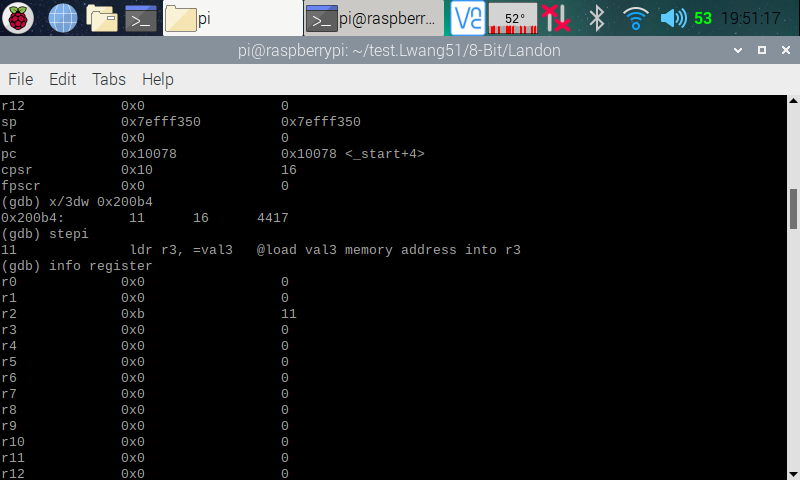 pi
pi@raspberr...
52°
53
19:51:17
pi@raspberrypi: ~/test.Lwang51/8-Bit/Landon
File Edit Tabs Help
r12 0x0 0
sp 0x7efff350 0x7efff350
lr 0x0 0
pc 0x10078 0x10078 <_start+4>
cpsr 0x10 16
fpscr 0x0 0
(gdb) x/3dw 0x200b4
0x200b4: 11 16 4417
(gdb) stepi
11 ldr r3, =val3 @load val3 memory address into r3
(gdb) info register
r0 0x0 0
r1 0x0 0
r2 0xb 11
r3 0x0 0
r4 0x0 0
r5 0x0 0
r6 0x0 0
r7 0x0 0
r8 0x0 0
r9 0x0 0
r10 0x0 0
r11 0x0 0
r12 0x0 0